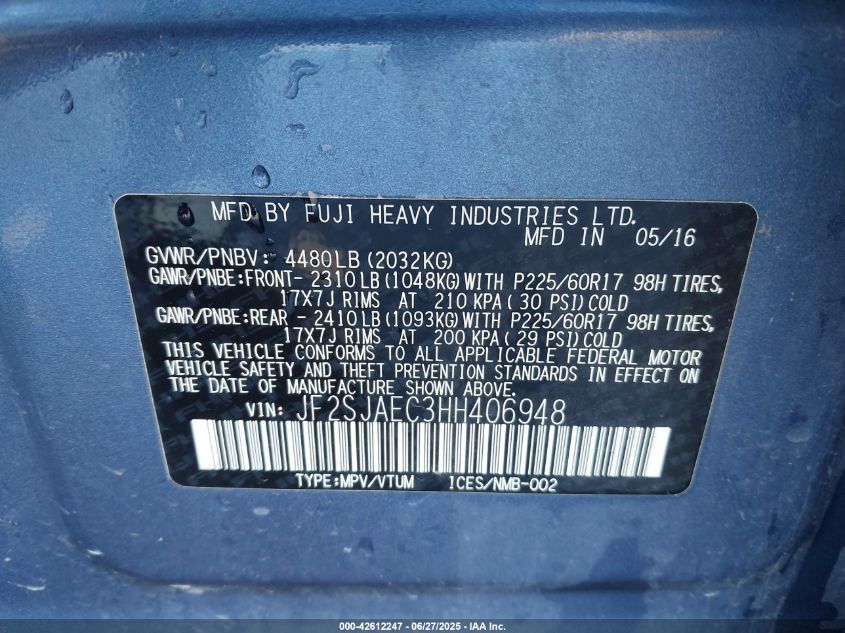 MFD. BY FUJI HEAVY INDUSTRIES LTD.
MFD IN 05/16
GVWR/PNBV: 4480LB (2032KG)
GAWR/PNBE:FRONT- 2310LB (1048KG) WITH P225/60R17 98H TIRES,
17X7J RIMS AT 210 KPA ( 30 PSI) COLD
GAWR/PNBE:REAR - 2410LB (1093KG) WITH P225/60R17 98H TIRES,
17X7J RIMS AT 200 KPA ( 29 PSI) COLD
THIS VEHICLE CONFORMS TO ALL APPLICABLE FEDERAL MOTOR
VEHICLE SAFETY AND THEFT PREVENTION STANDARDS IN EFFECT ON
THE DATE OF MANUFACTURE SHOWN ABOVE.
VIN: JF2SJAEC3HH406948
TYPE:MPV/VTUM ICES/NMB-002
000-42612247 - 06/27/2025 - IAA Inc.